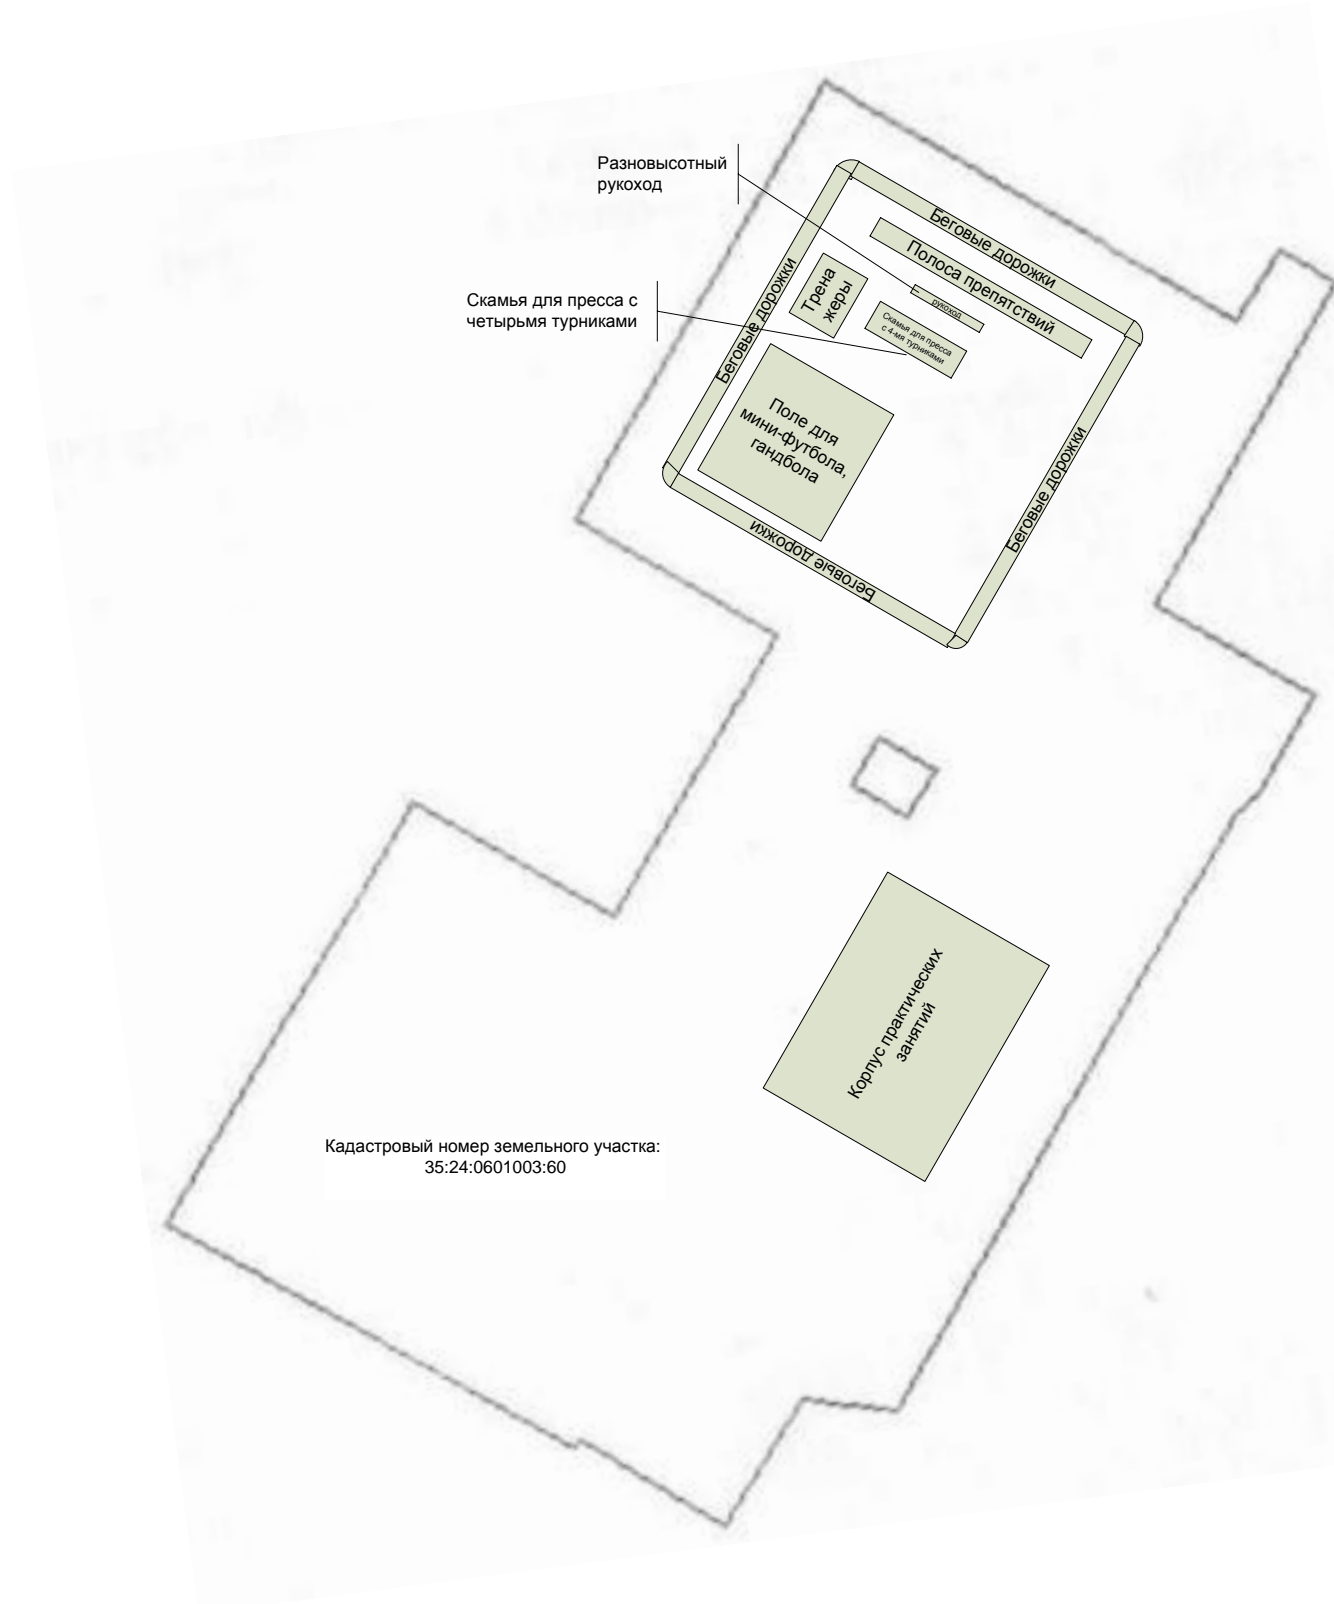 Разновысотный
рукоход
Скамья для пресса с
четырьмя турниками
Беговые дорожки
Полоса препятствий
Беговые дорожки
Трена
жеры
рукоход
Скамья для пресса
с 4-мя турниками
Поле для
мини-футбола,
гандбола
Беговые дорожки
Беговые дорожки
Корпус практических
занятий
Кадастровый номер земельного участка:
35:24:0601003:60